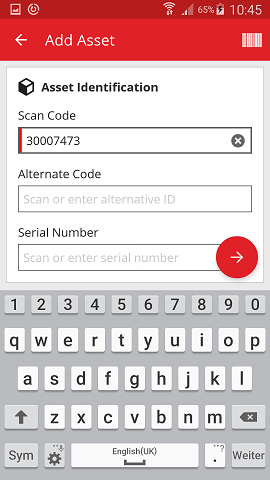 65% 10:45
Add Asset
Asset Identification
Scan Code
30007473
Alternate Code
Scan or enter alternative ID
Serial Number
Scan or enter serial number
1 2 3 4 5 6 7 8 9 0
q w e r t y u i o p
a s d f g h j k l
z x c v b n m
Sym English(UK) . ,? Weiter